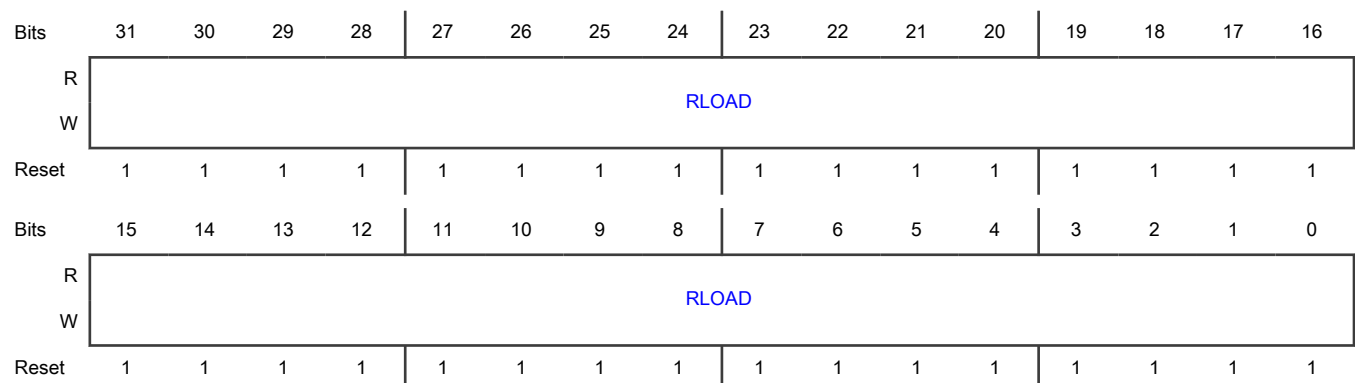 Bits 31 30 29 28 27 26 25 24 23 22 21 20 19 18 17 16
R
RLOAD
W
Reset 1 1 1 1 1 1 1 1 1 1 1 1 1 1 1 1
Bits 15 14 13 12 11 10 9 8 7 6 5 4 3 2 1 0
R
RLOAD
W
Reset 1 1 1 1 1 1 1 1 1 1 1 1 1 1 1 1